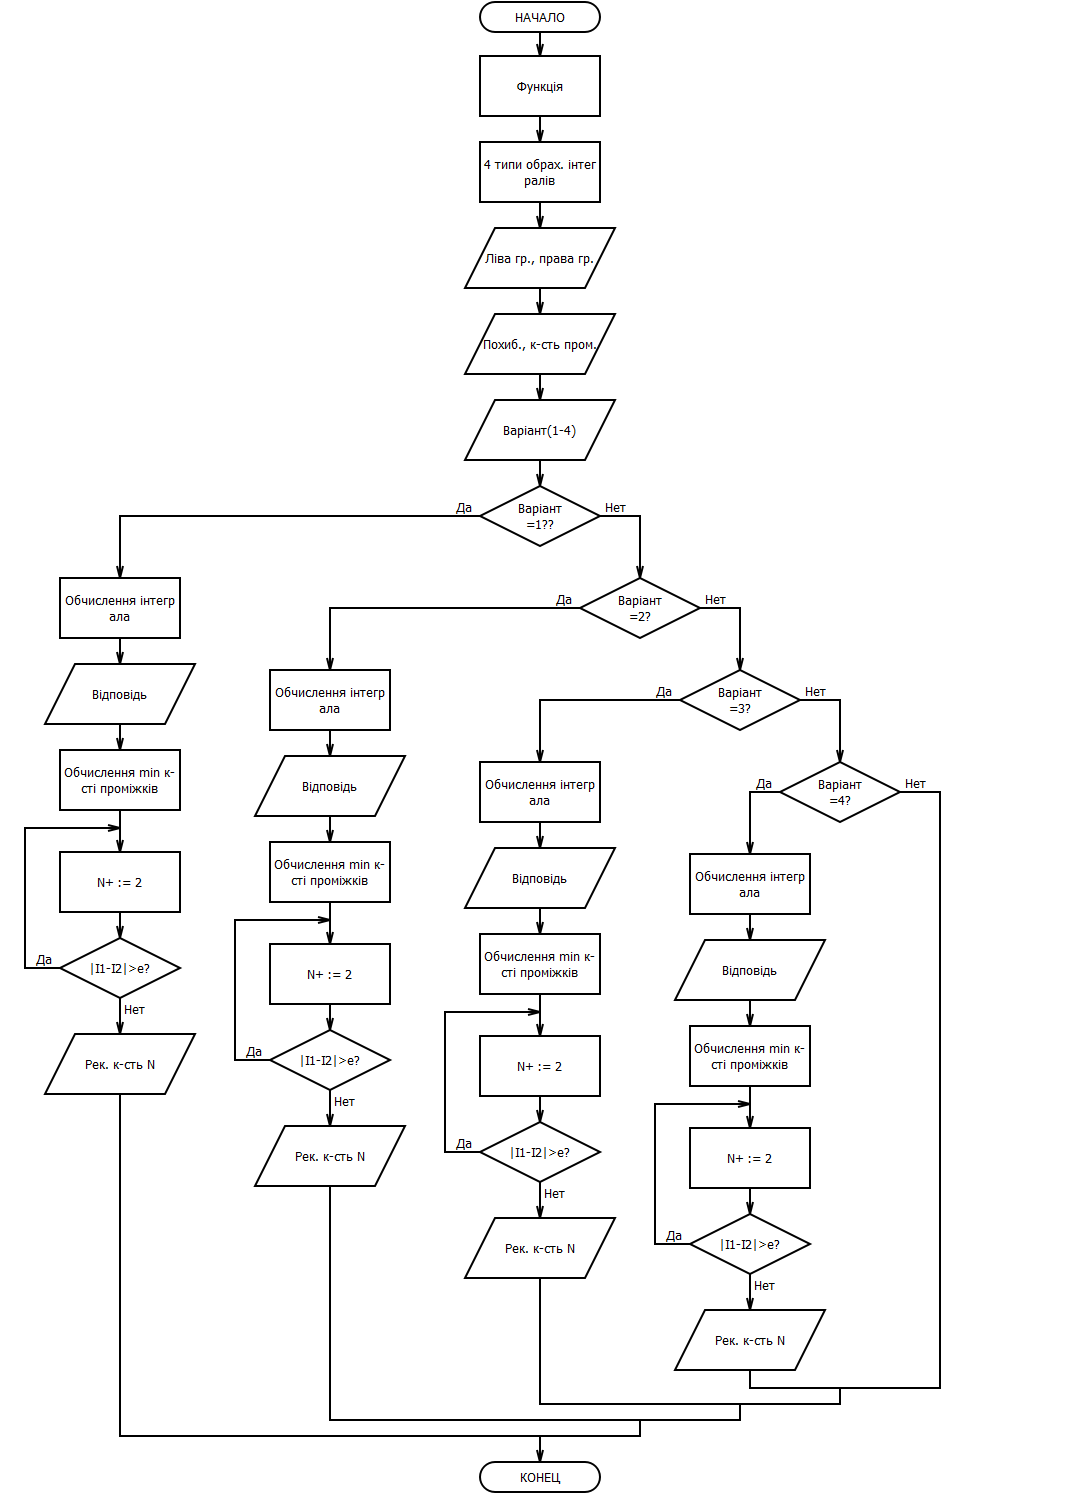 НАЧАЛО
Функція
4 типи обрах. інтег
ралів
Ліва гр., права гр.
Похиб., к-сть пром.
Варіант(1-4)
Да
Варіант
=1??
Нет
Обчислення інтегр
ала
Відповідь
Обчислення min к-
сті проміжків
N+ := 2
Да
|I1-I2|>e?
Нет
Рек. к-сть N
Да
Варіант
=2?
Нет
Обчислення інтегр
ала
Відповідь
Обчислення min к-
сті проміжків
N+ := 2
Да
|I1-I2|>e?
Нет
Рек. к-сть N
Да
Варіант
=3?
Нет
Обчислення інтегр
ала
Відповідь
Обчислення min к-
сті проміжків
N+ := 2
Да
|I1-I2|>e?
Нет
Рек. к-сть N
Да
Варіант
=4?
Нет
Обчислення інтегр
ала
Відповідь
Обчислення min к-
сті проміжків
N+ := 2
Да
|I1-I2|>e?
Нет
Рек. к-сть N
КОНЕЦ